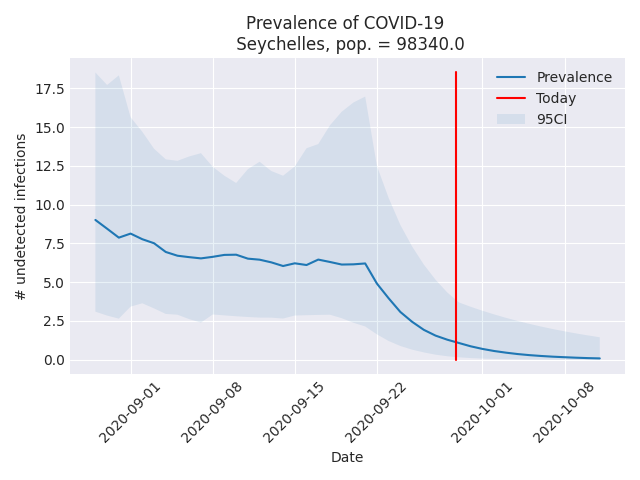 Prevalence of COVID-19
Seychelles, pop. = 98340.0
Prevalence
Today
95CI
17.5
15.0
12.5
10.0
7.5
5.0
2.5
0.0
# undetected infections
2020-09-01
2020-09-08
2020-09-15
2020-09-22
2020-10-01
2020-10-08
Date